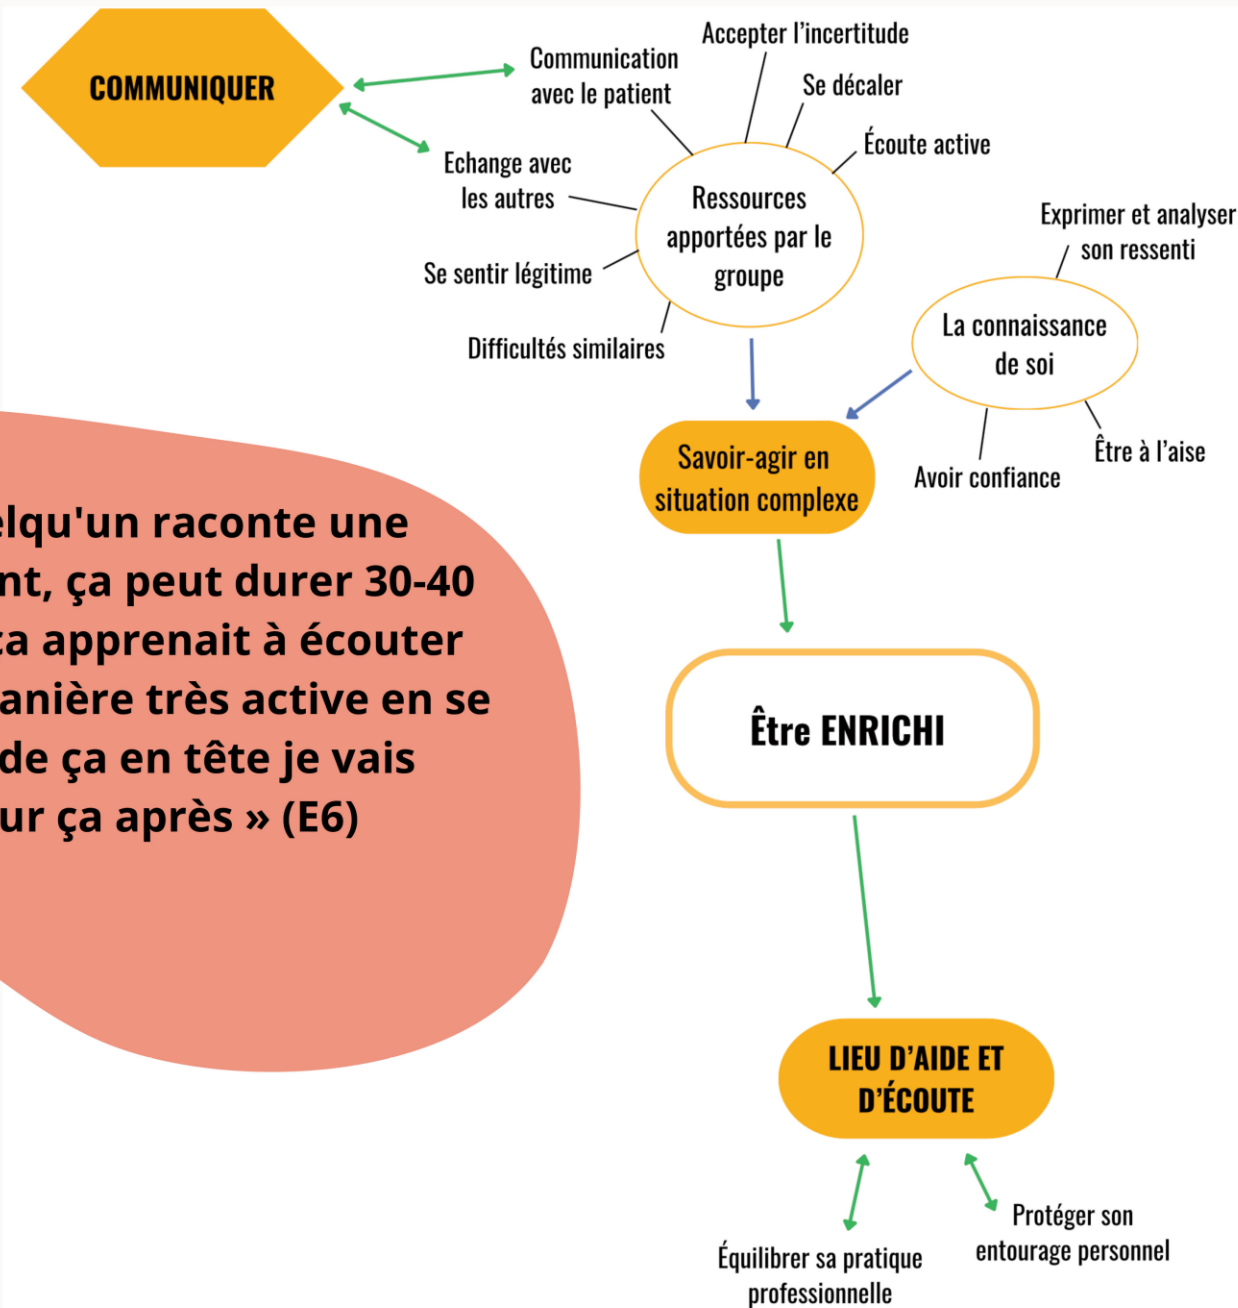 COMMUNIQUER
Communication
avec le patient
Accepter l'incertitude
Se décaler
Écoute active
Echange avec
les autres
Se sentir légitime
Difficultés similaires
Ressources
apportées par le
groupe
Exprimer et analyser
son ressenti
La connaissance
de soi
Avoir confiance
Être à l'aise
Savoir-agir en
situation complexe
elqu'un raconte une
nt, ça peut durer 30-40
ça apprenait à écouter
anière très active en se
de ça en tête je vais
ur ça après » (E6)
Être ENRICHI
LIEU D'AIDE ET
D'ÉCOUTE
Équilibrer sa pratique
professionnelle
Protéger son
entourage personnel